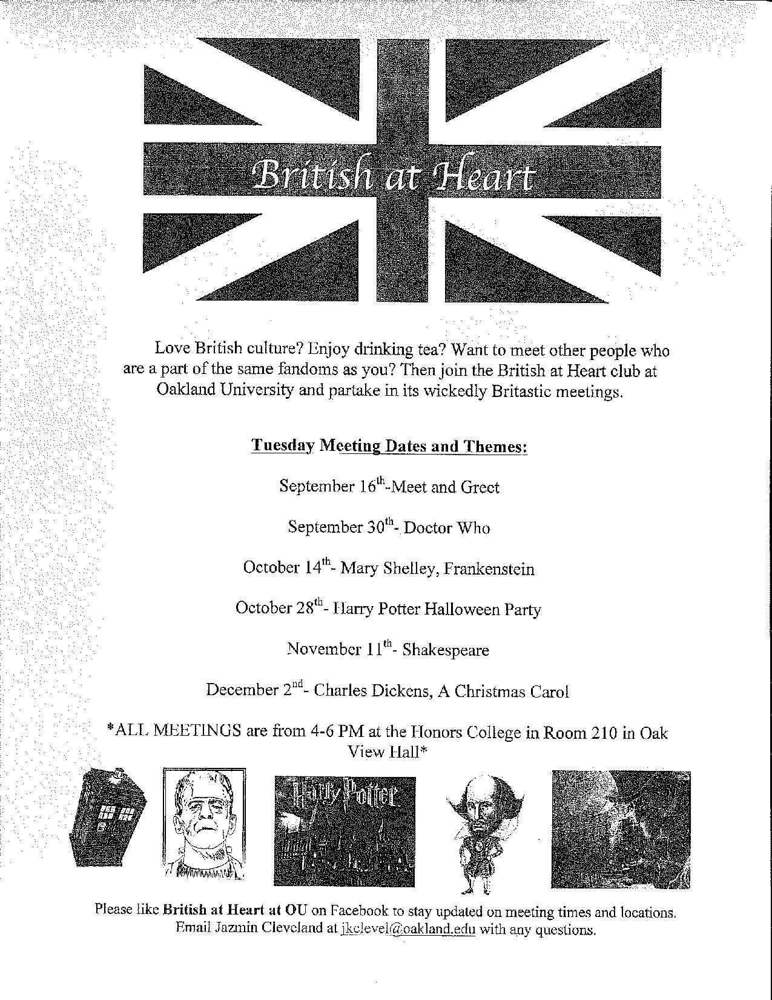 British at Heart
Love British culture? Enjoy drinking tea? Want to meet other people who
are a part of the same fandoms as you? Then join the British at Heart club at
Oakland University and partake in its wickedly Britastic meetings.
Tuesday Meeting Dates and Themes:
September 16th-Meet and Greet
September 30th- Doctor Who
October 14th- Mary Shelley, Frankenstein
October 28th- Harry Potter Halloween Party
November 11th- Shakespeare
December 2nd- Charles Dickens, A Christmas Carol
*ALL MEETINGS are from 4-6 PM at the Honors College in Room 210 in Oak
View Hall*
Harry Potter
Please like British at Heart at OU on Facebook to stay updated on meeting times and locations.
Email Jazmin Cleveland at jkclevel@oakland.edu with any questions.